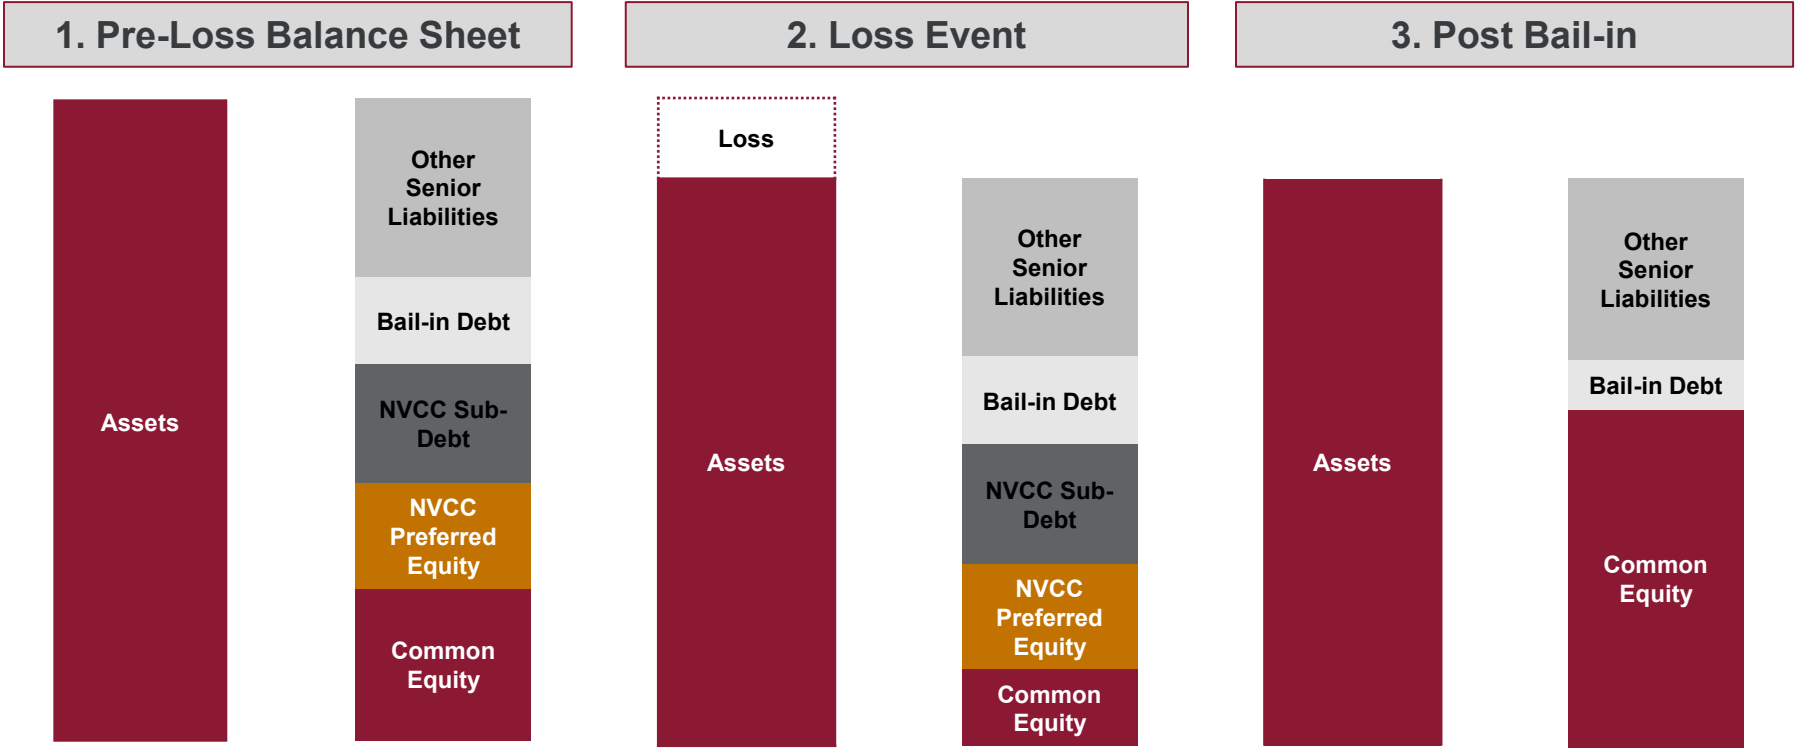 1. Pre-Loss Balance Sheet
2. Loss Event
3. Post Bail-in
Assets
Other
Senior
Liabilities
Bail-in Debt
NVCC Sub-
Debt
NVCC
Preferred
Equity
Common
Equity
Loss
Assets
Other
Senior
Liabilities
Bail-in Debt
NVCC Sub-
Debt
NVCC
Preferred
Equity
Common
Equity
Assets
Other
Senior
Liabilities
Bail-in Debt
Common
Equity